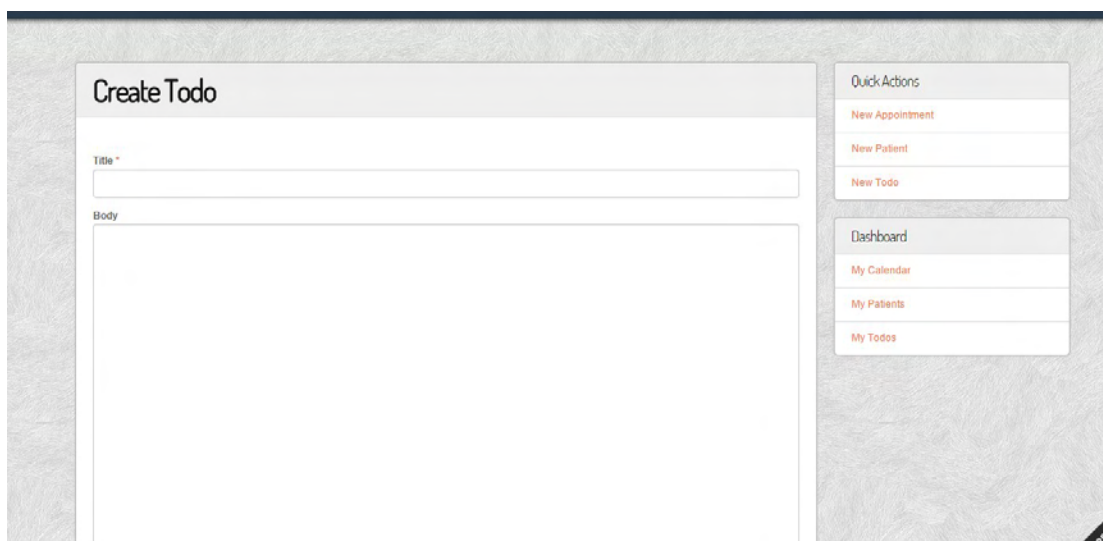 Create Todo
Title *
Body
Quick Actions
New Appointment
New Patient
New Todo
Dashboard
My Calendar
My Patients
My Todos